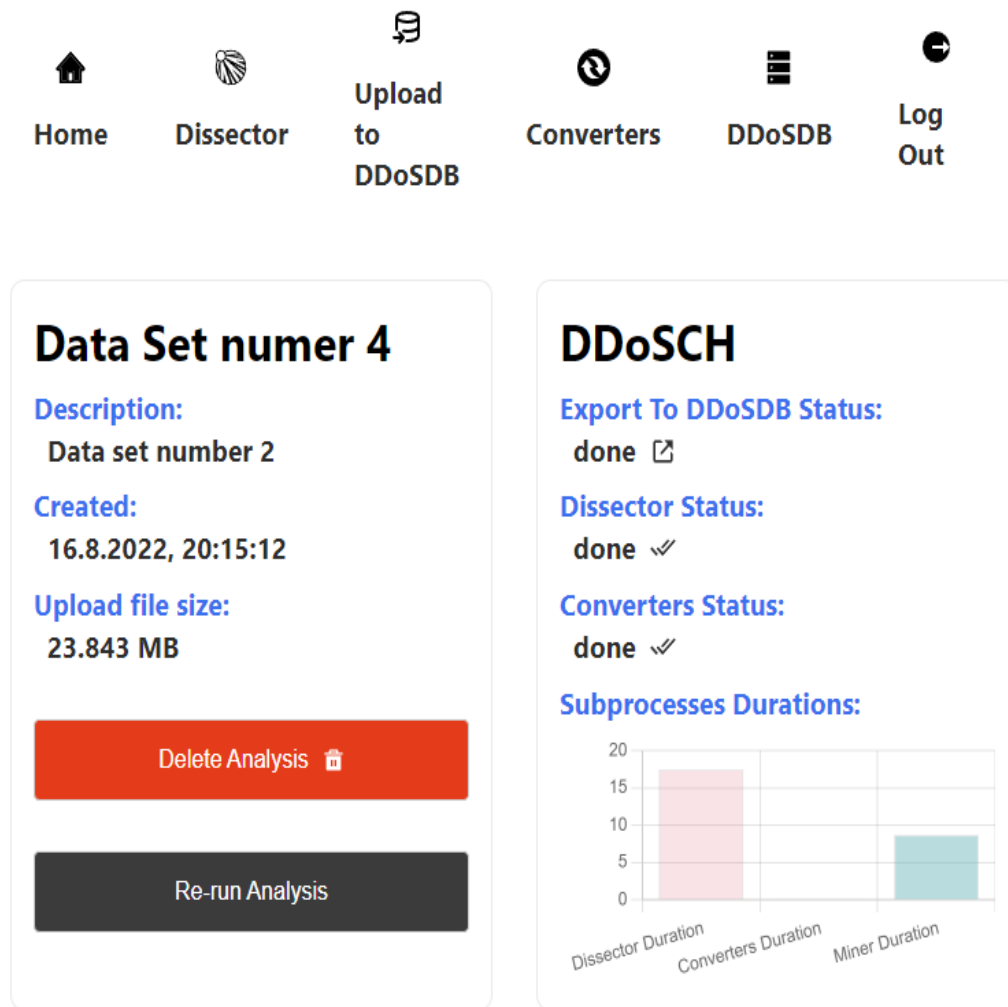 Home
Dissector
Upload
to
DDoSDB
Converters
DDoSDB
Log
Out
Data Set numer 4
Description:
Data set number 2
Created:
16.8.2022, 20:15:12
Upload file size:
23.843 MB
Delete Analysis
Re-run Analysis
DDoSCH
Export To DDoSDB Status:
done
Dissector Status:
done
Converters Status:
done
Subprocesses Durations:
20
15
10
5
0
Dissector Duration
Converters Duration
Miner Duration